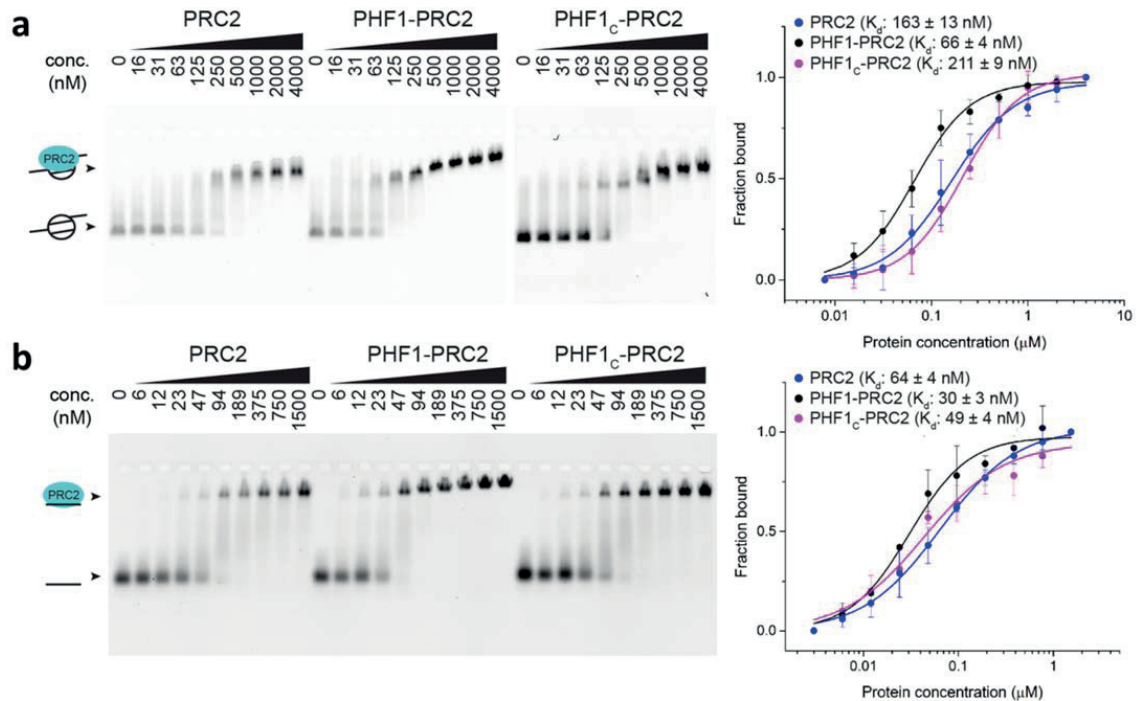 a
PRC2 PHF1-PRC2 PHF1C-PRC2
conc. (nM)
0 16 31 63 125 250 500 1000 2000 4000 0 16 31 63 125 250 500 1000 2000 4000 0 16 31 63 125 250 500 1000 2000 4000
PRC2
PRC2 (Kd: 163 ± 13 nM)
PHF1-PRC2 (Kd: 66 ± 4 nM)
PHF1C-PRC2 (Kd: 211 ± 9 nM)
Fraction bound
1.0
0.5
0.0
0.01 0.1 1 10
Protein concentration (µM)
b
PRC2 PHF1-PRC2 PHF1C-PRC2
conc. (nM)
0 6 12 23 47 94 189 375 750 1500 0 6 12 23 47 94 189 375 750 1500 0 6 12 23 47 94 189 375 750 1500
PRC2
PRC2 (Kd: 64 ± 4 nM)
PHF1-PRC2 (Kd: 30 ± 3 nM)
PHF1C-PRC2 (Kd: 49 ± 4 nM)
Fraction bound
1.0
0.5
0.0
0.01 0.1 1
Protein concentration (µM)